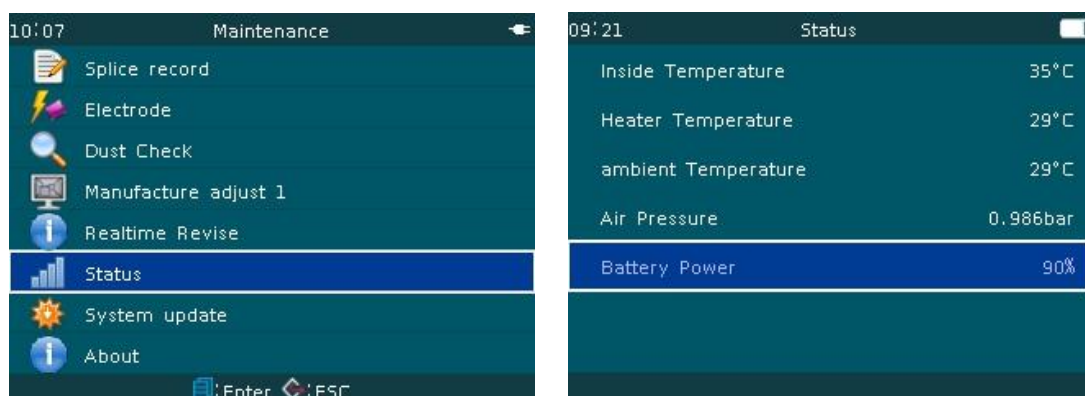 10:07 Maintenance
Splice record
Electrode
Dust Check
Manufacture adjust 1
Realtime Revise
Status
System update
About
:Enter :ESC
09:21 Status
Inside Temperature 35°C
Heater Temperature 29°C
ambient Temperature 29°C
Air Pressure 0.986bar
Battery Power 90%